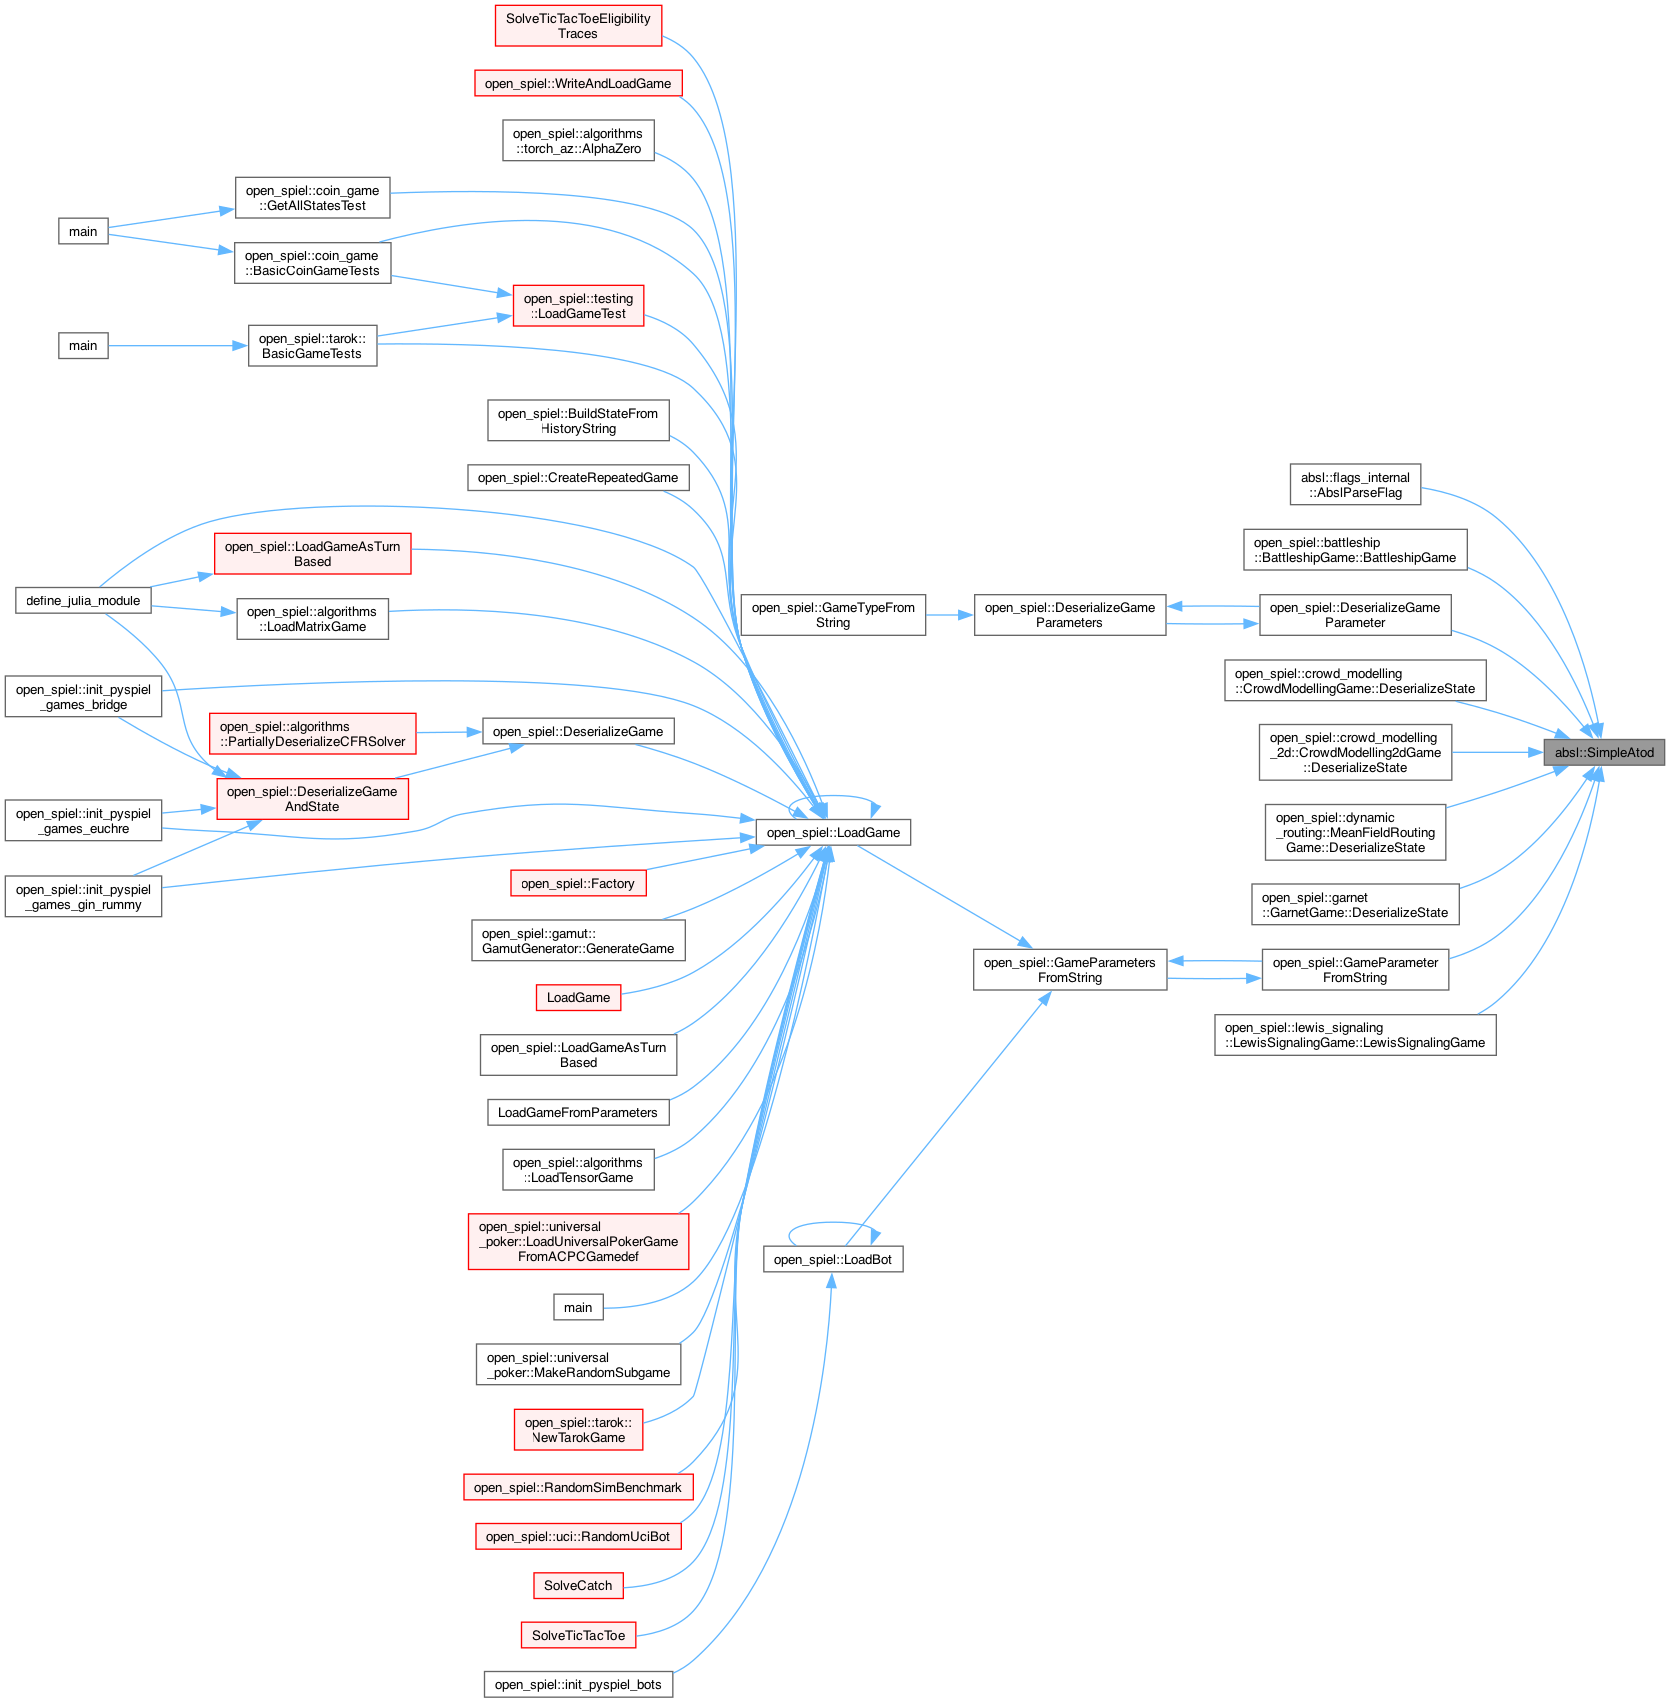 SolveTicTacToeEligibility
Traces
open_spiel::WriteAndLoadGame
open_spiel::algorithms
::torch_az::AlphaZero
open_spiel::coin_game
::GetAllStatesTest
main
open_spiel::coin_game
::BasicCoinGameTests
open_spiel::testing
::LoadGameTest
main
open_spiel::tarok::
BasicGameTests
open_spiel::BuildStateFrom
HistoryString
open_spiel::CreateRepeatedGame
open_spiel::LoadGameAsTurn
Based
define_julia_module
open_spiel::algorithms
::LoadMatrixGame
open_spiel::init_pyspiel
_games_bridge
open_spiel::algorithms
::PartiallyDeserializeCFRSolver
open_spiel::DeserializeGame
open_spiel::DeserializeGame
AndState
open_spiel::init_pyspiel
_games_euchre
open_spiel::init_pyspiel
_games_gin_rummy
open_spiel::LoadGame
open_spiel::Factory
open_spiel::gamut::
GamutGenerator::GenerateGame
LoadGame
open_spiel::LoadGameAsTurn
Based
LoadGameFromParameters
open_spiel::algorithms
::LoadTensorGame
open_spiel::universal
_poker::LoadUniversalPokerGame
FromACPCGamedef
main
open_spiel::universal
_poker::MakeRandomSubgame
open_spiel::tarok::
NewTarokGame
open_spiel::RandomSimBenchmark
open_spiel::uci::RandomUciBot
SolveCatch
SolveTicTacToe
open_spiel::init_pyspiel_bots
open_spiel::LoadBot
open_spiel::GameTypeFrom
String
open_spiel::DeserializeGame
Parameters
open_spiel::GameParameters
FromString
absl::flags_internal
::AbslParseFlag
open_spiel::battleship
::BattleshipGame::BattleshipGame
open_spiel::DeserializeGame
Parameter
open_spiel::crowd_modelling
::CrowdModellingGame::DeserializeState
open_spiel::crowd_modelling
_2d::CrowdModelling2dGame
::DeserializeState
open_spiel::dynamic
_routing::MeanFieldRouting
Game::DeserializeState
open_spiel::garnet
::GarnetGame::DeserializeState
open_spiel::GameParameter
FromString
open_spiel::lewis_signaling
::LewisSignalingGame::LewisSignalingGame
absl::SimpleAtod